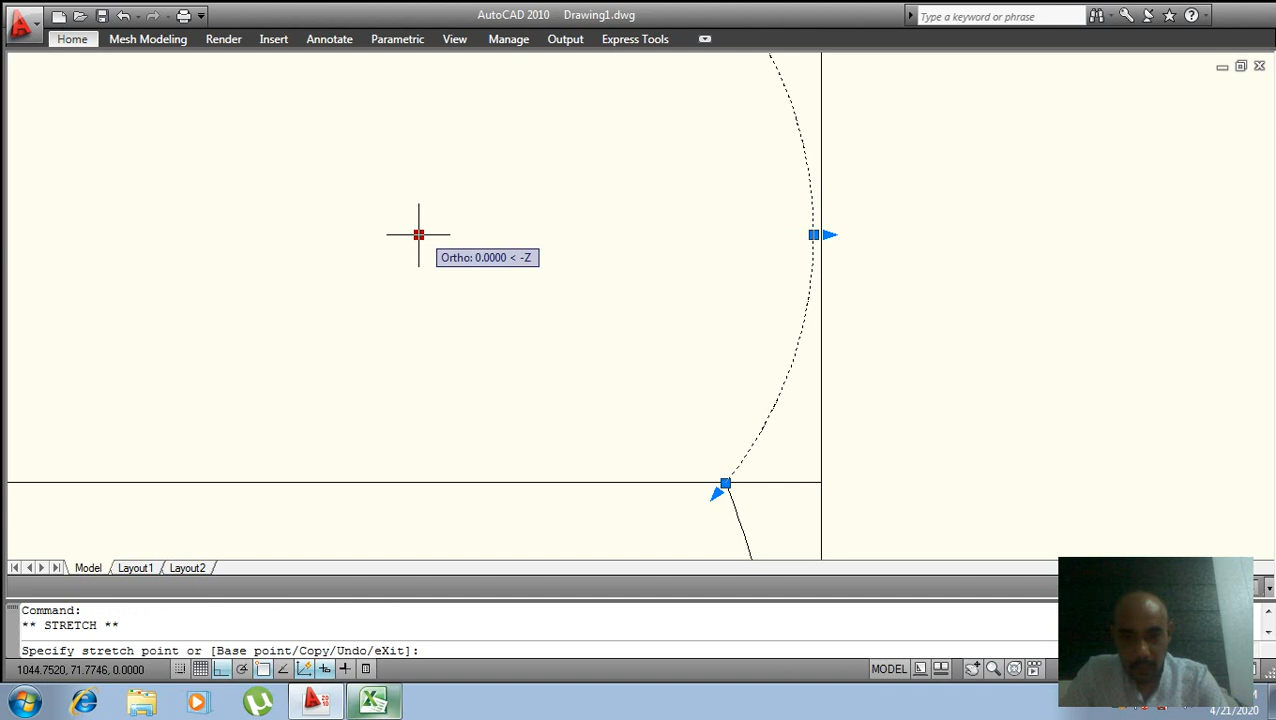 AutoCAD 2010 Drawing1.dwg
Type a keyword or phrase
Home Mesh Modeling Render Insert Annotate Parametric View Manage Output Express Tools
Ortho: 0.0000 < -Z
Model Layout1 Layout2
Command:
** STRETCH **
Specify stretch point or [Base point/Copy/Undo/eXit]:
1044.7520, 71.7746, 0.0000
MODEL
4/21/2020